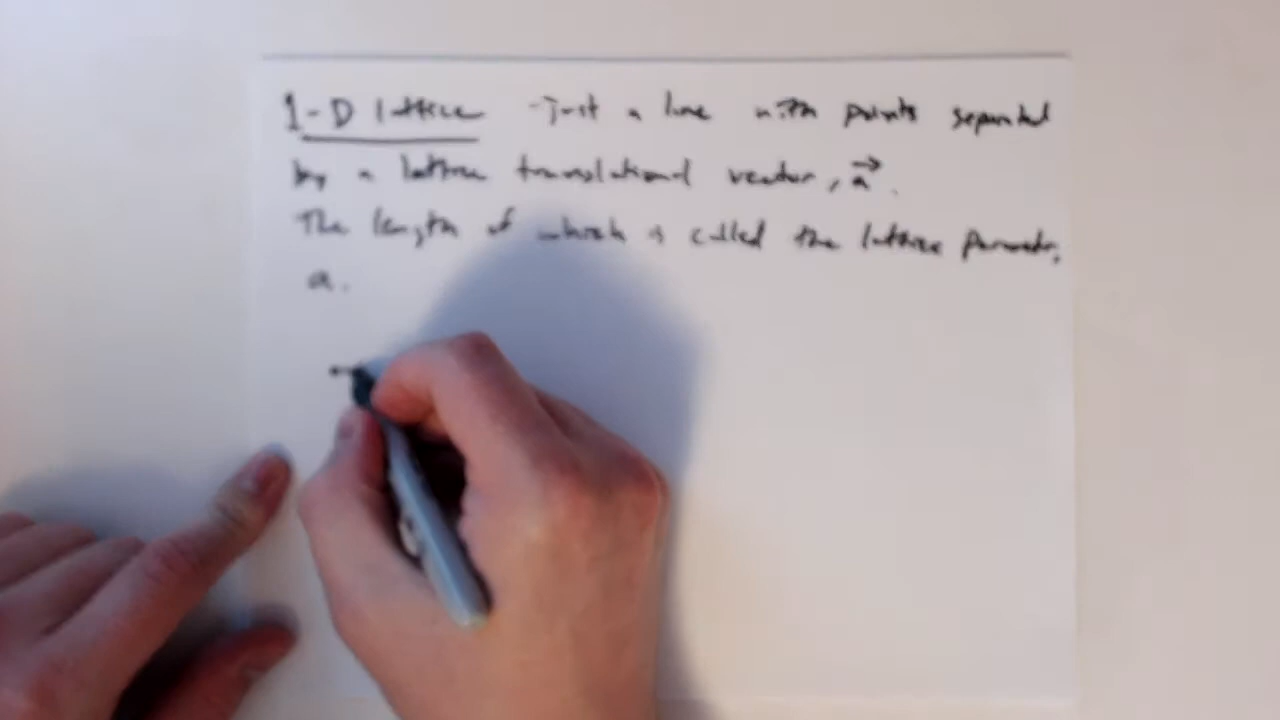 1-D lattice - just a line with points separated
by a lattice translational vector, a⃗.
The length of which is called the lattice parameter,
a.